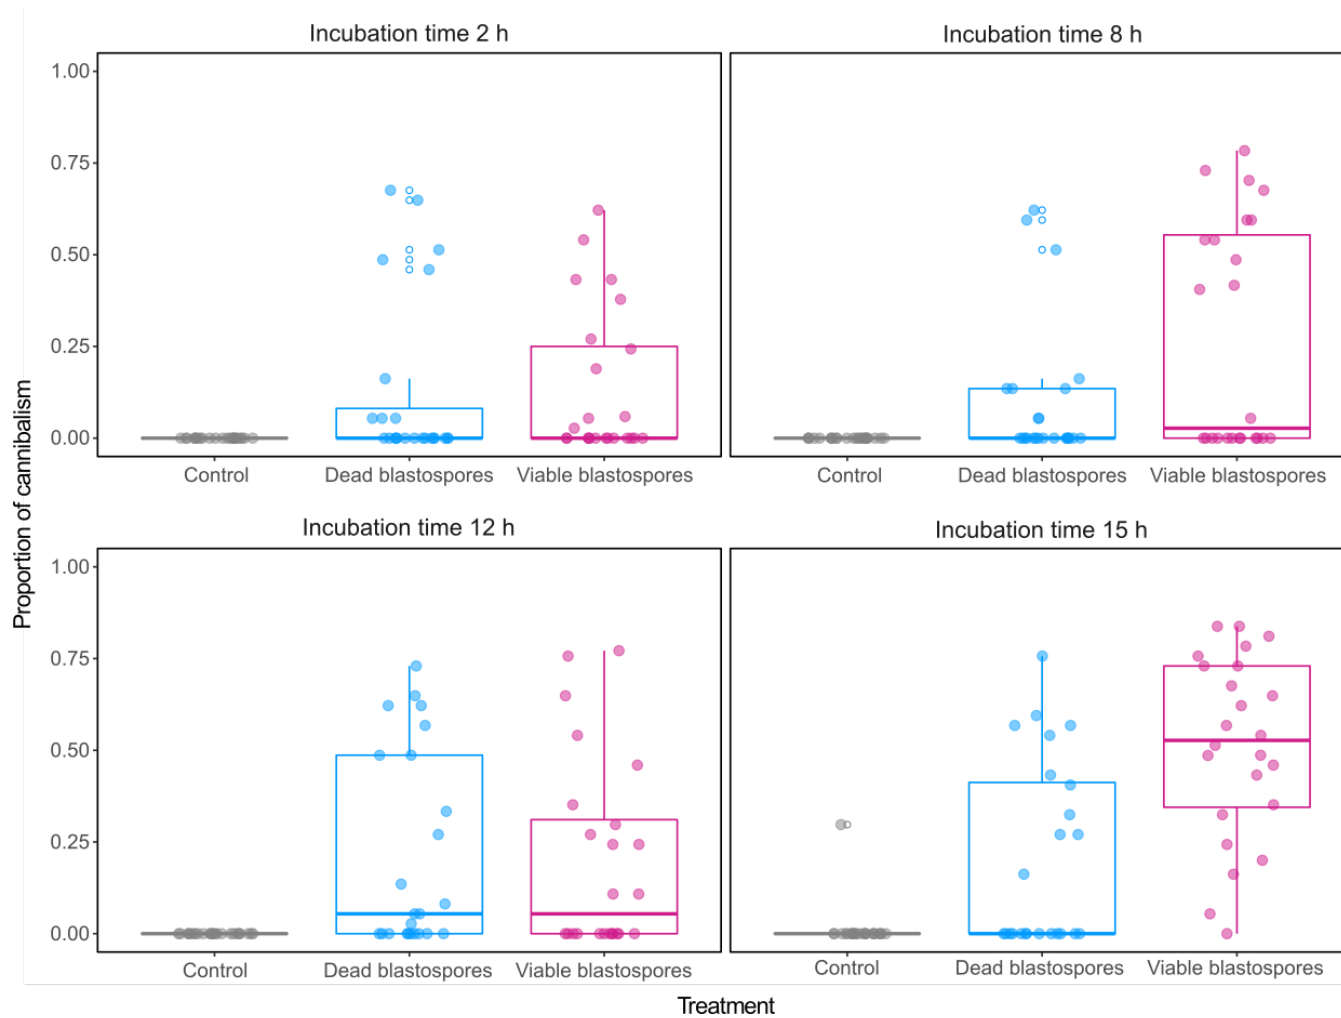 Incubation time 2 h
Incubation time 8 h
1.00
0.75
0.50
0.25
0.00
Control
Dead blastospores
Viable blastospores
Control
Dead blastospores
Viable blastospores
Proportion of cannibalism
Incubation time 12 h
Incubation time 15 h
1.00
0.75
0.50
0.25
0.00
Control
Dead blastospores
Viable blastospores
Control
Dead blastospores
Viable blastospores
Treatment